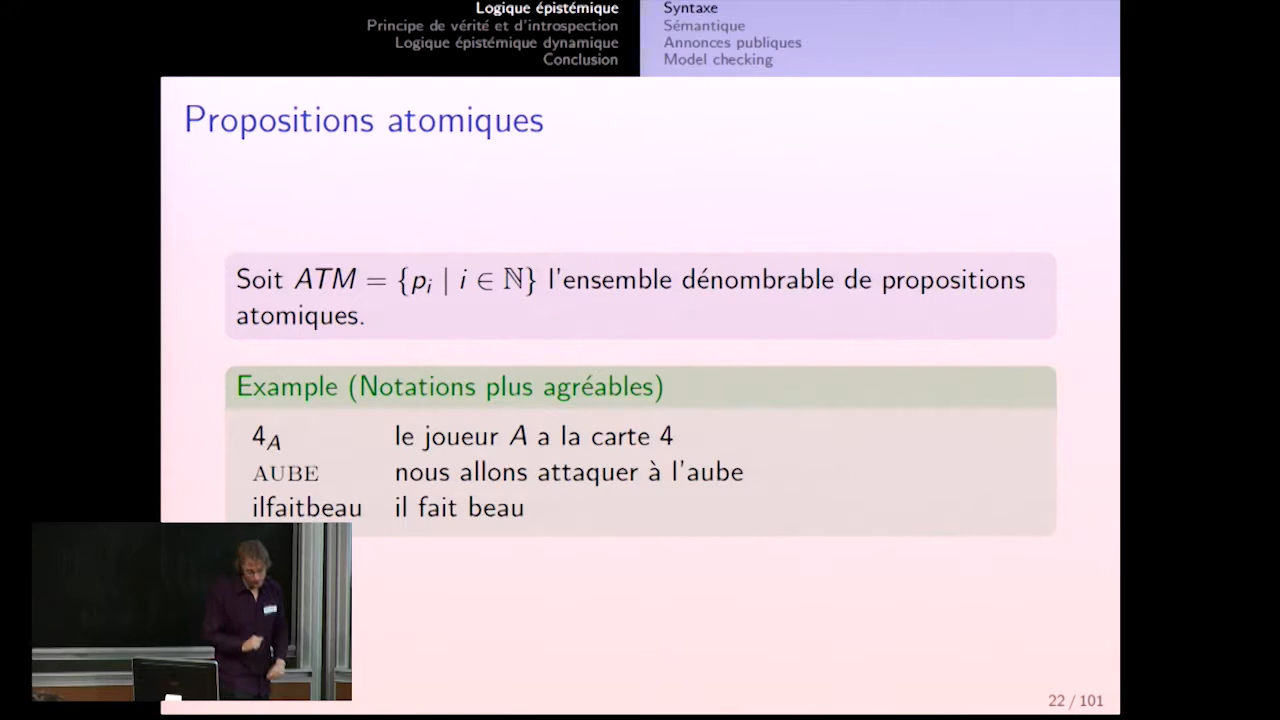 Logique épistémique
Principe de vérité et d'introspection
Logique épistémique dynamique
Conclusion
Syntaxe
Sémantique
Annonces publiques
Model checking
Propositions atomiques
Soit ATM = {pᵢ | i ∈ ℕ} l'ensemble dénombrable de propositions
atomiques.
Example (Notations plus agréables)
4_A le joueur A a la carte 4
AUBE nous allons attaquer à l'aube
ilfaitbeau il fait beau
22 / 101